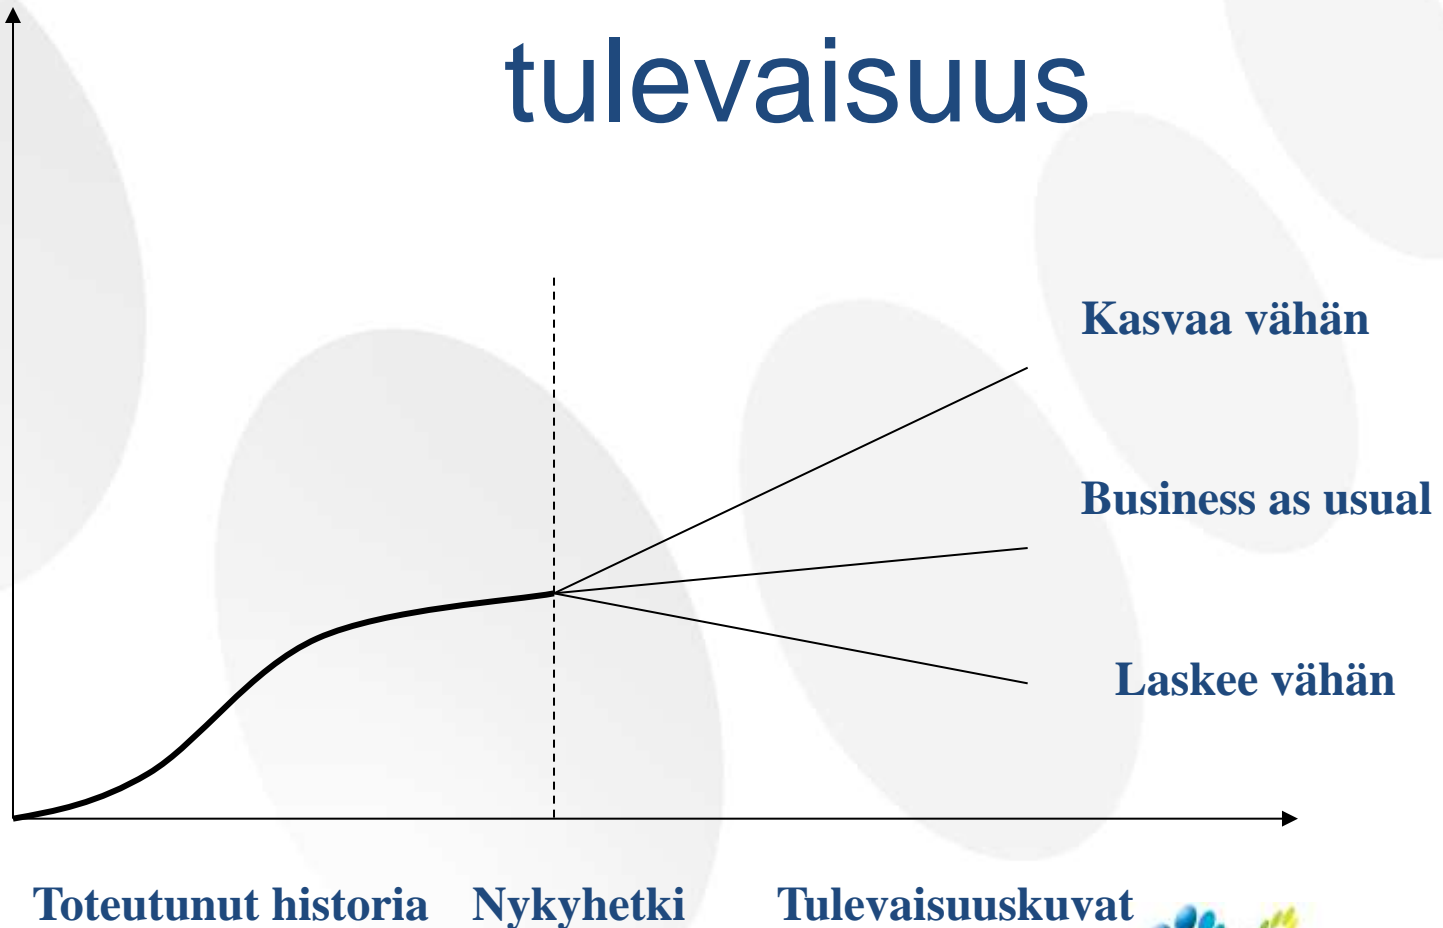 tulevaisuus
Kasvaa vähän
Business as usual
Laskee vähän
Toteutunut historia
Nykyhetki
Tulevaisuuskuvat